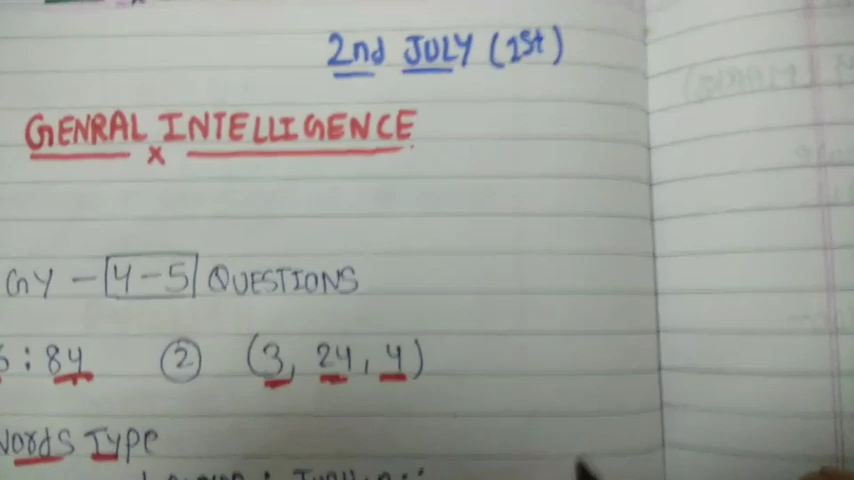 2nd JULY (1st)
GENRAL INTELLIGENCE
GY - 4-5 QUESTIONS
: 84 ② (3, 24, 4)
Words Type